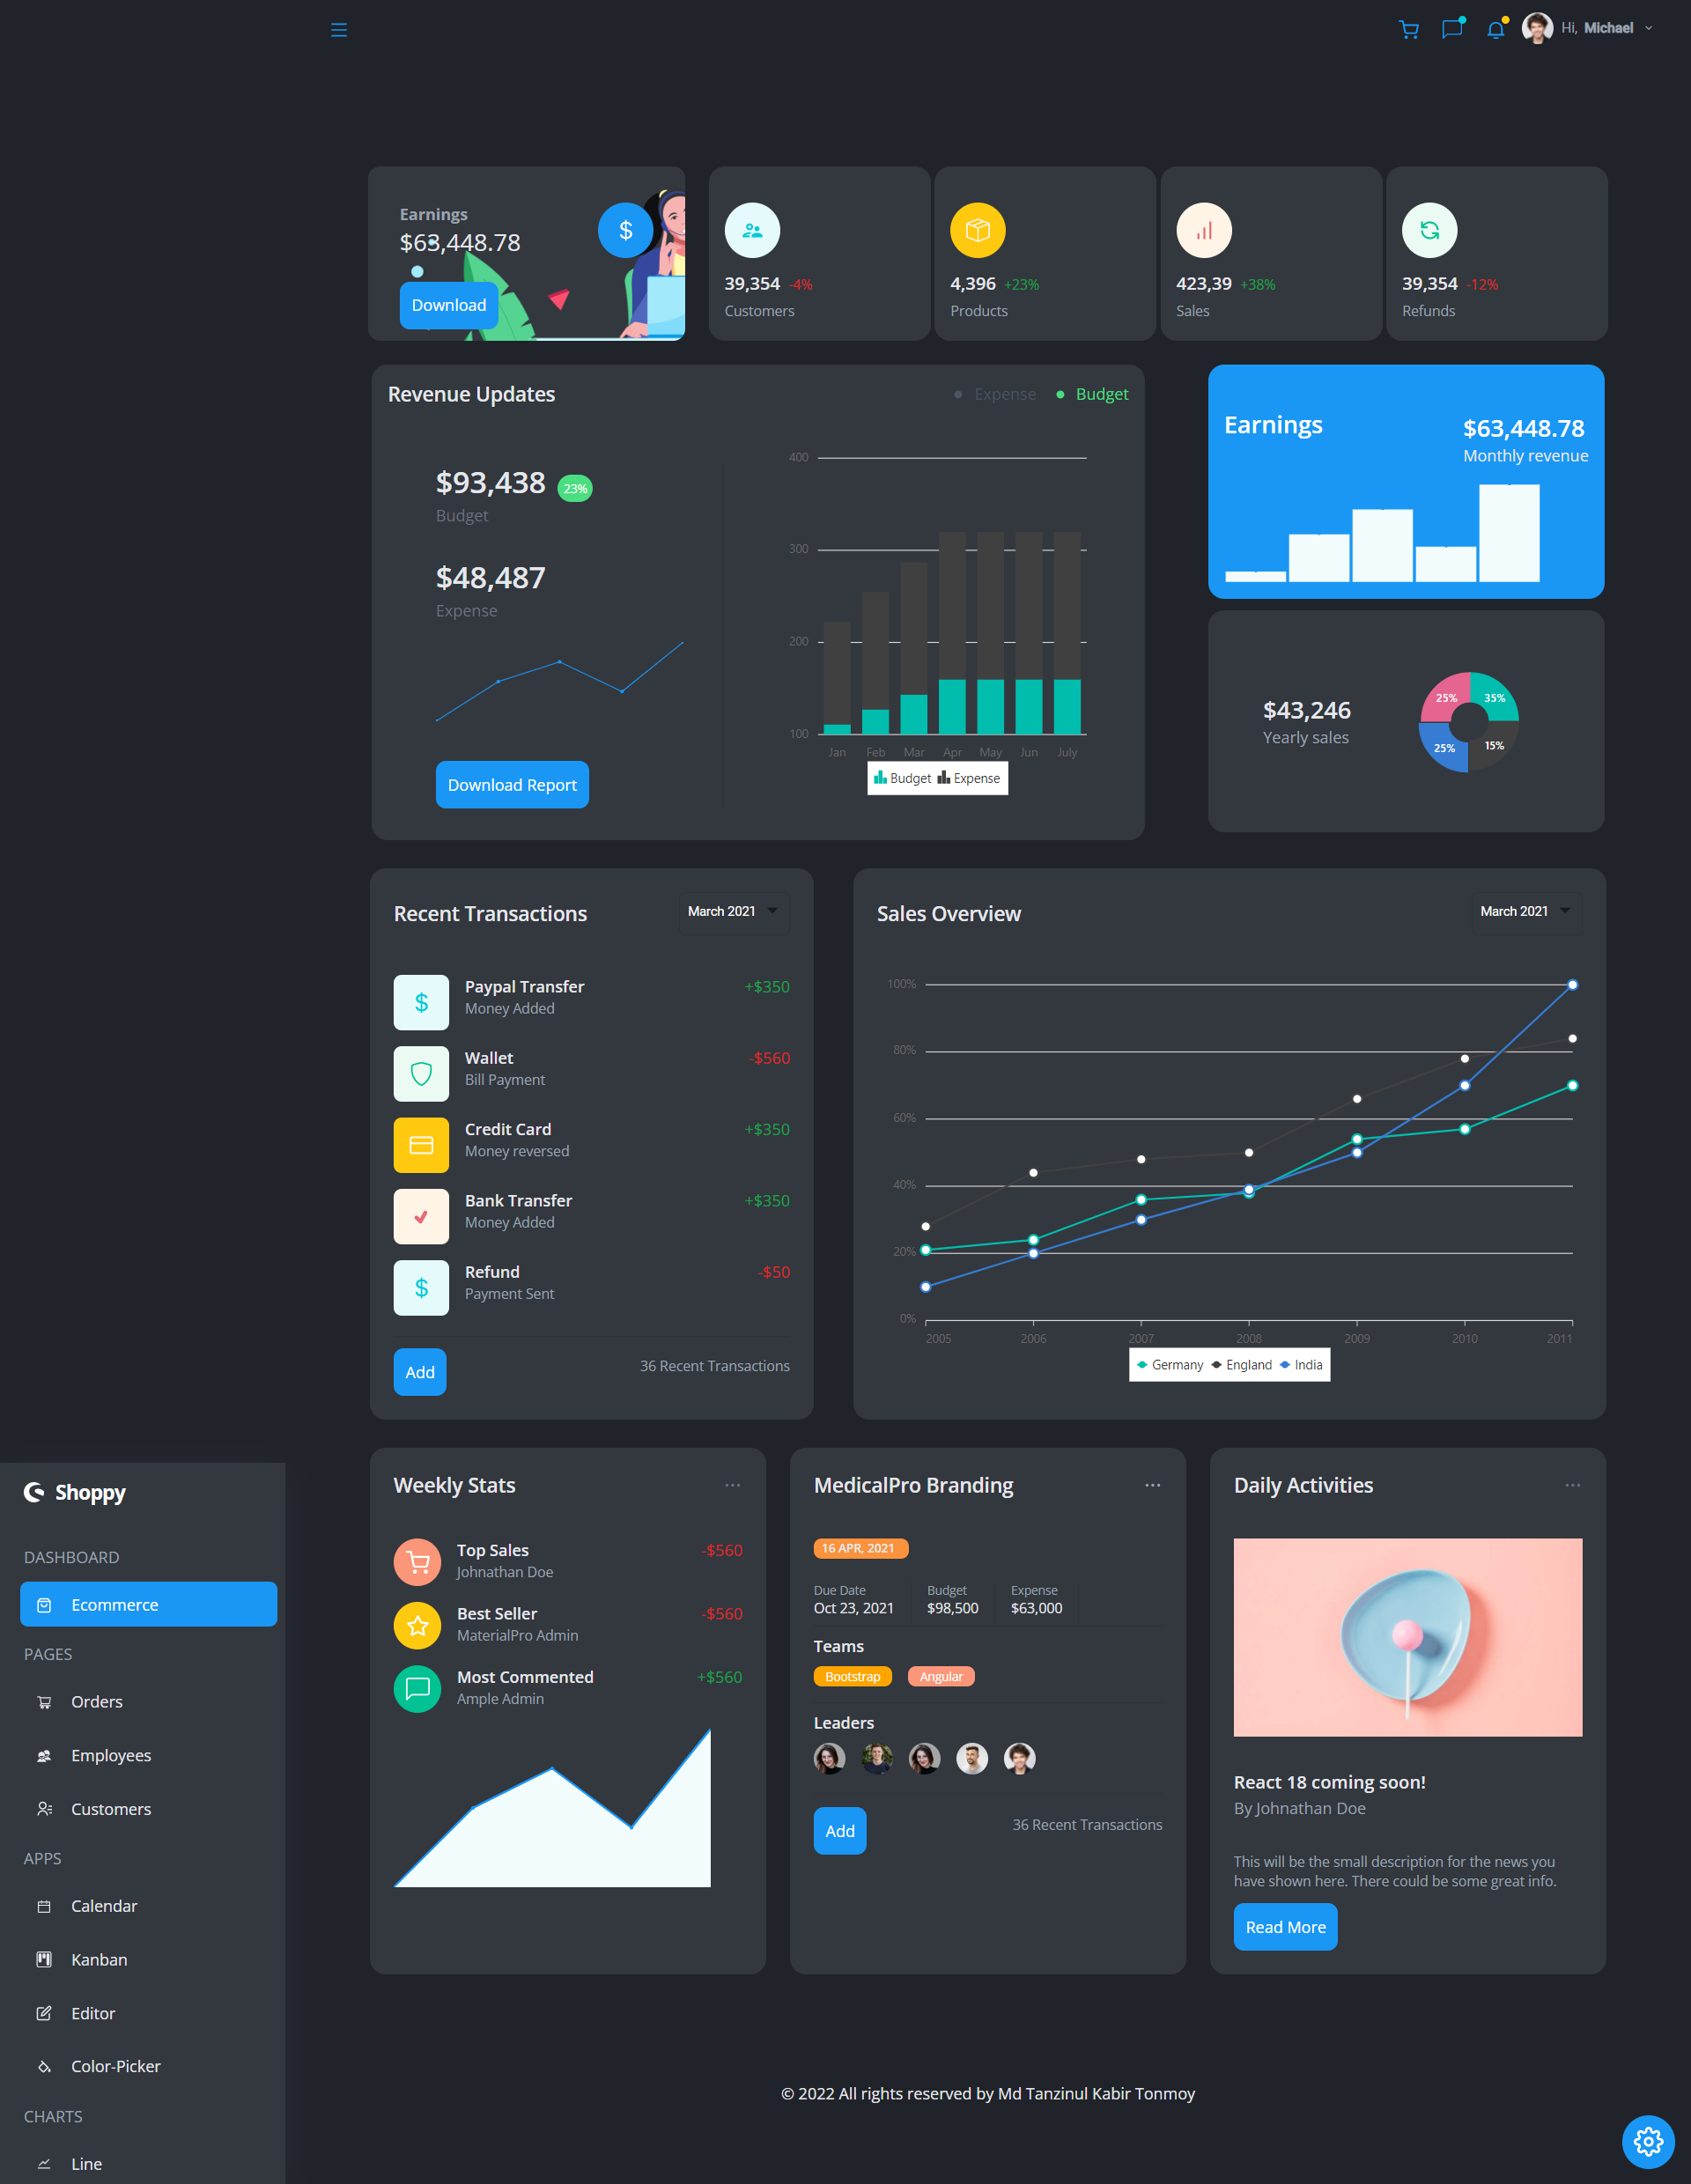 Hi, Michael
Earnings
$63,448.78
Download
39,354 -4%
Customers
4,396 +23%
Products
423,39 +38%
Sales
39,354 -12%
Refunds
Revenue Updates
Expense
Budget
$93,438 23%
Budget
$48,487
Expense
Download Report
400
300
200
100
Jan Feb Mar Apr May Jun July
Budget Expense
Earnings
$63,448.78
Monthly revenue
$43,246
Yearly sales
25% 35%
25% 15%
Recent Transactions
March 2021
Paypal Transfer +$350
Money Added
Wallet -$560
Bill Payment
Credit Card +$350
Money reversed
Bank Transfer +$350
Money Added
Refund -$50
Payment Sent
Add
36 Recent Transactions
Sales Overview
March 2021
100%
80%
60%
40%
20%
0%
2005 2006 2007 2008 2009 2010 2011
Germany England India
Shoppy
DASHBOARD
Ecommerce
PAGES
Orders
Employees
Customers
APPS
Calendar
Kanban
Editor
Color-Picker
CHARTS
Line
Weekly Stats
Top Sales -$560
Johnathan Doe
Best Seller -$560
MaterialPro Admin
Most Commented +$560
Ample Admin
MedicalPro Branding
16 APR, 2021
Due Date Budget Expense
Oct 23, 2021 $98,500 $63,000
Teams
Bootstrap Angular
Leaders
Add
36 Recent Transactions
Daily Activities
React 18 coming soon!
By Johnathan Doe
This will be the small description for the news you
have shown here. There could be some great info.
Read More
© 2022 All rights reserved by Md Tanzinul Kabir Tonmoy